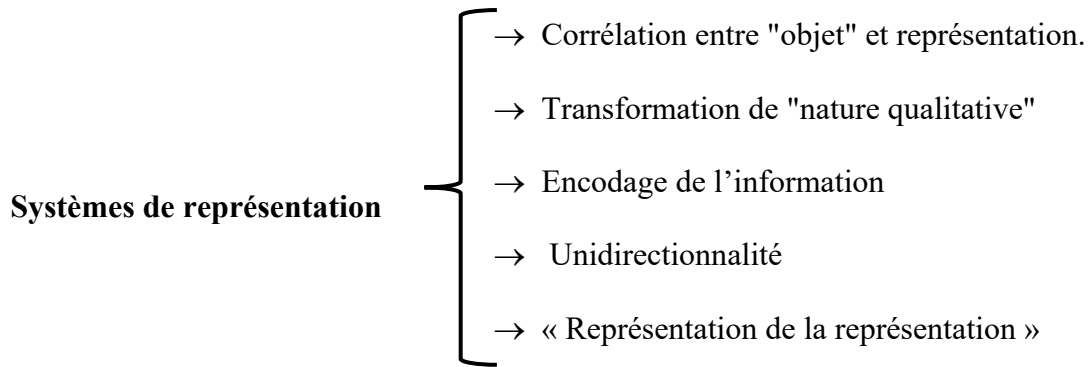 → Corrélation entre "objet" et représentation.
→ Transformation de "nature qualitative"
→ Encodage de l’information
Systèmes de représentation
→ Unidirectionnalité
→ « Représentation de la représentation »